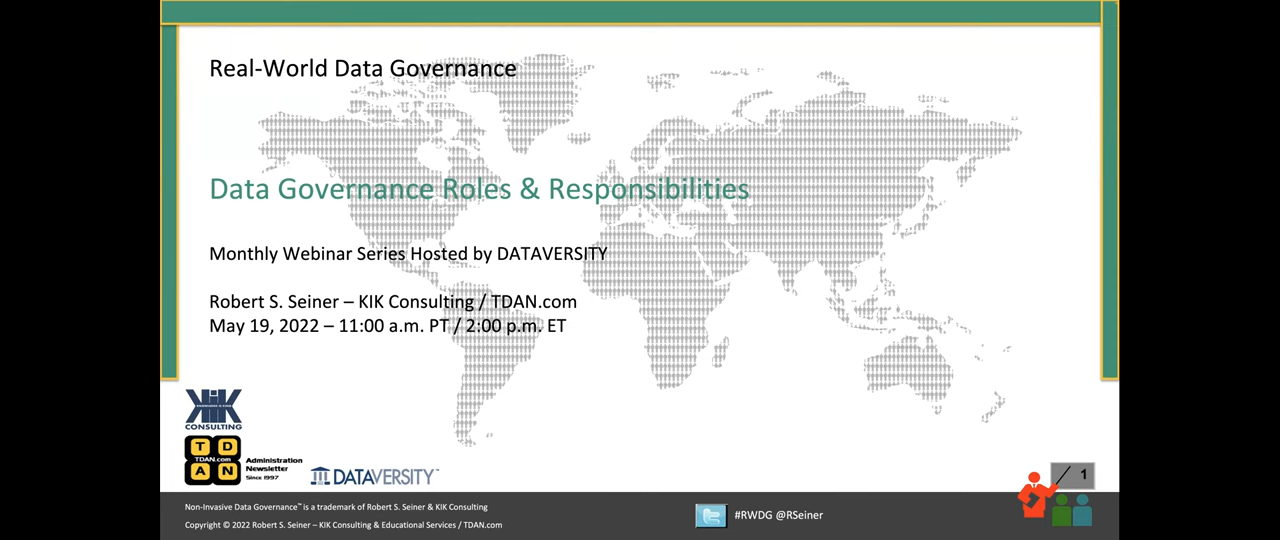 Real-World Data Governance
Data Governance Roles & Responsibilities
Monthly Webinar Series Hosted by DATAVERSITY
Robert S. Seiner – KIK Consulting / TDAN.com
May 19, 2022 – 11:00 a.m. PT / 2:00 p.m. ET
KIK
CONSULTING
T D
TDAN.com
A N
Administration
Newsletter
Since 1997
DATAVERSITY™
1
Non-Invasive Data Governance™ is a trademark of Robert S. Seiner & KIK Consulting
Copyright © 2022 Robert S. Seiner – KIK Consulting & Educational Services / TDAN.com
#RWDG @RSeiner